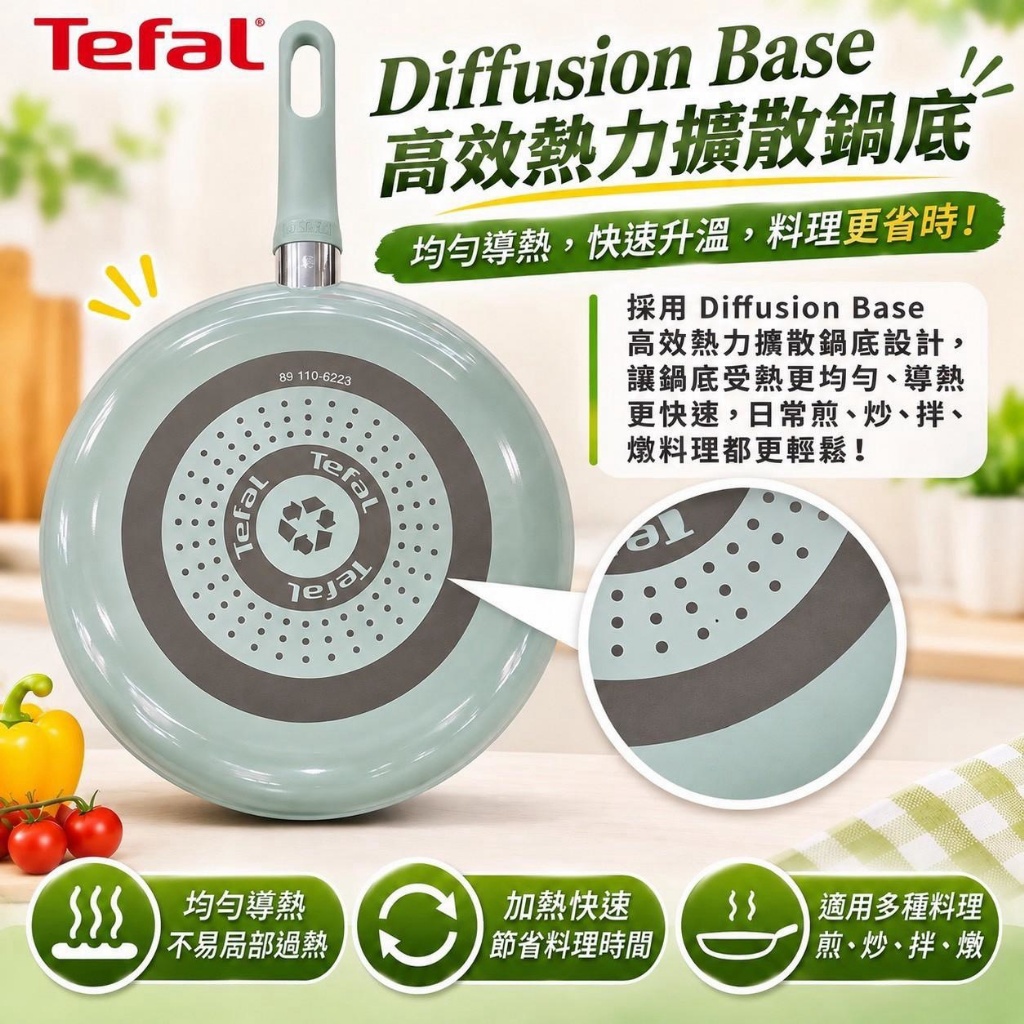 Tefal®
Diffusion Base
高效熱力擴散鍋底
均勻導熱，快速升溫，料理更省時！
採用 Diffusion Base
高效熱力擴散鍋底設計，
讓鍋底受熱更均勻、導熱
更快速，日常煎、炒、拌、
燉料理都更輕鬆！
89 110-6223
Tefal
Tefal
Tefal
均勻導熱
不易局部過熱
加熱快速
節省料理時間
適用多種料理
煎、炒、拌、燉